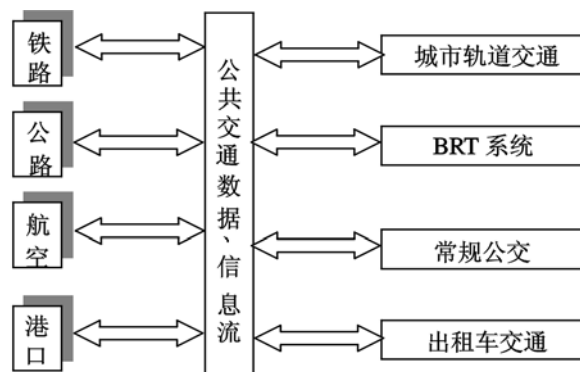 铁
路
公
路
航
空
港
口
公
共
交
通
数
据、
信
息
流
城市轨道交通
BRT 系统
常规公交
出租车交通